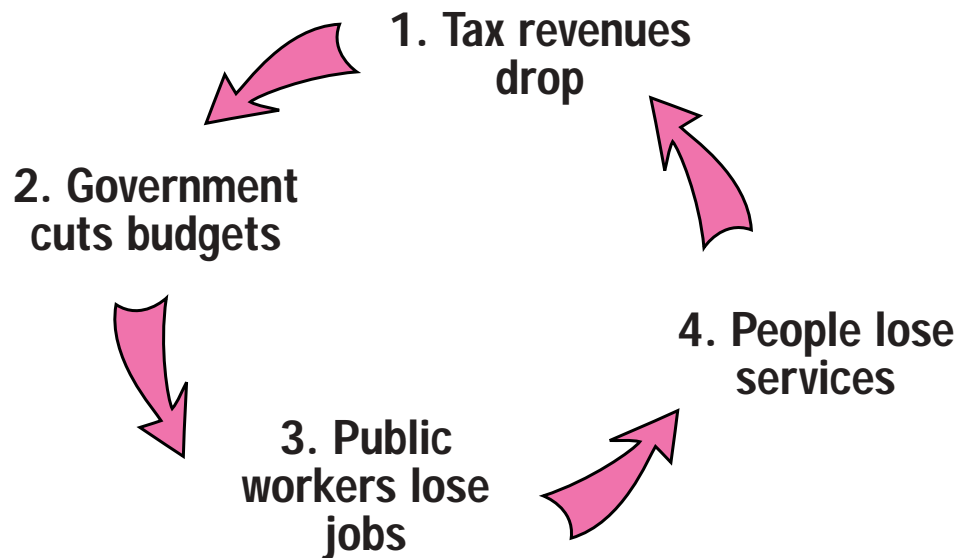 1. Tax revenues
drop
2. Government
cuts budgets
3. Public
workers lose
jobs
4. People lose
services